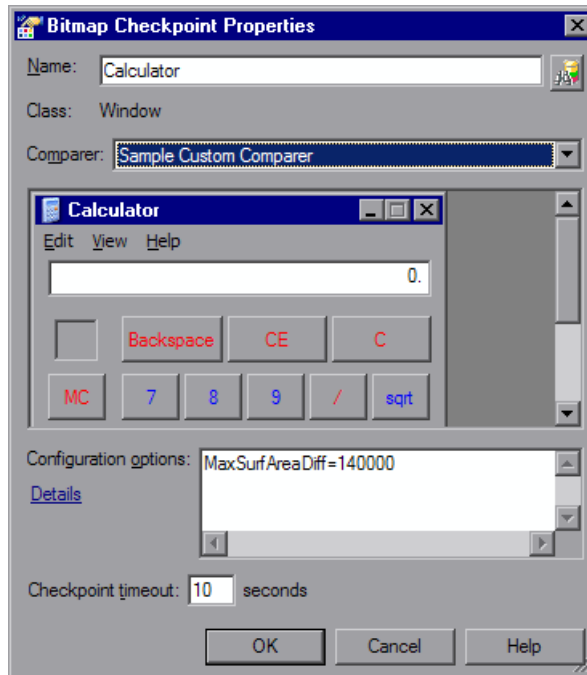 Bitmap Checkpoint Properties
Name: Calculator
Class: Window
Comparer: Sample Custom Comparer
Calculator
Edit View Help
0.
Backspace CE C
MC 7 8 9 / sqrt
Configuration options: MaxSurfAreaDiff=140000
Details
Checkpoint timeout: 10 seconds
OK Cancel Help